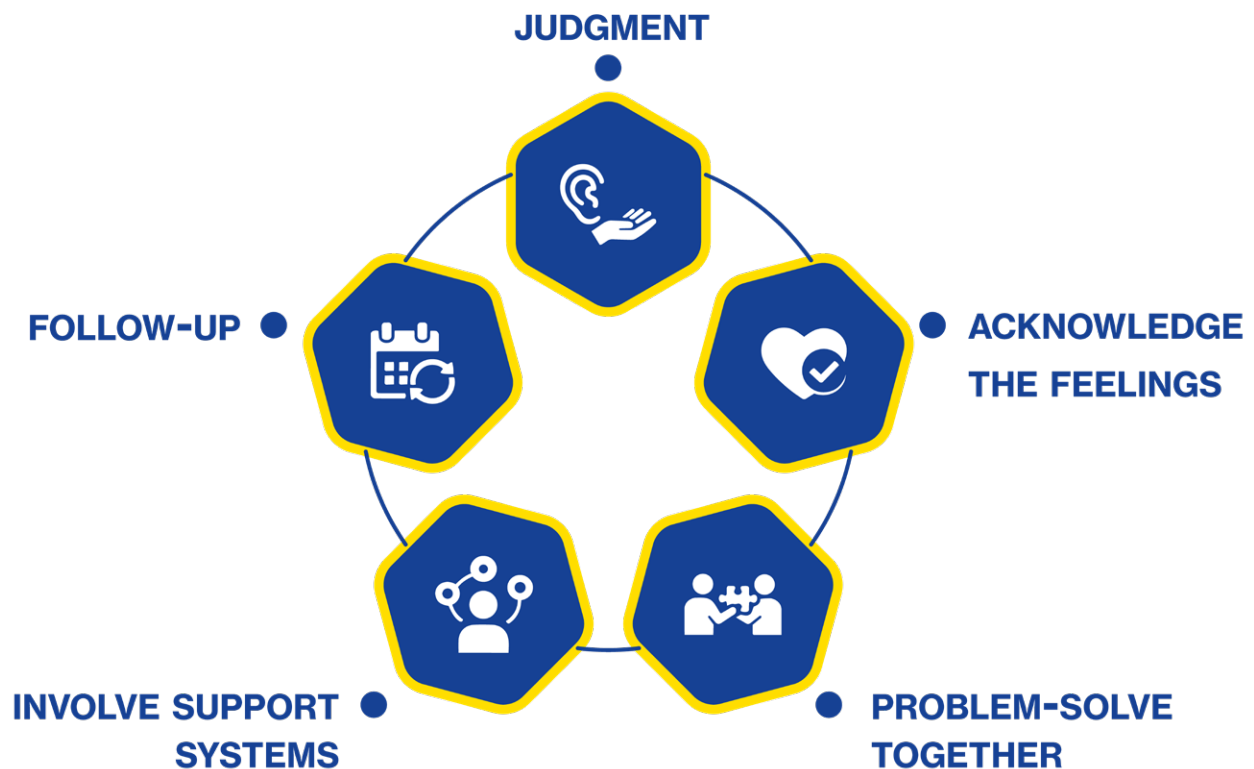 JUDGMENT
ACKNOWLEDGE
THE FEELINGS
PROBLEM-SOLVE
TOGETHER
INVOLVE SUPPORT
SYSTEMS
FOLLOW-UP